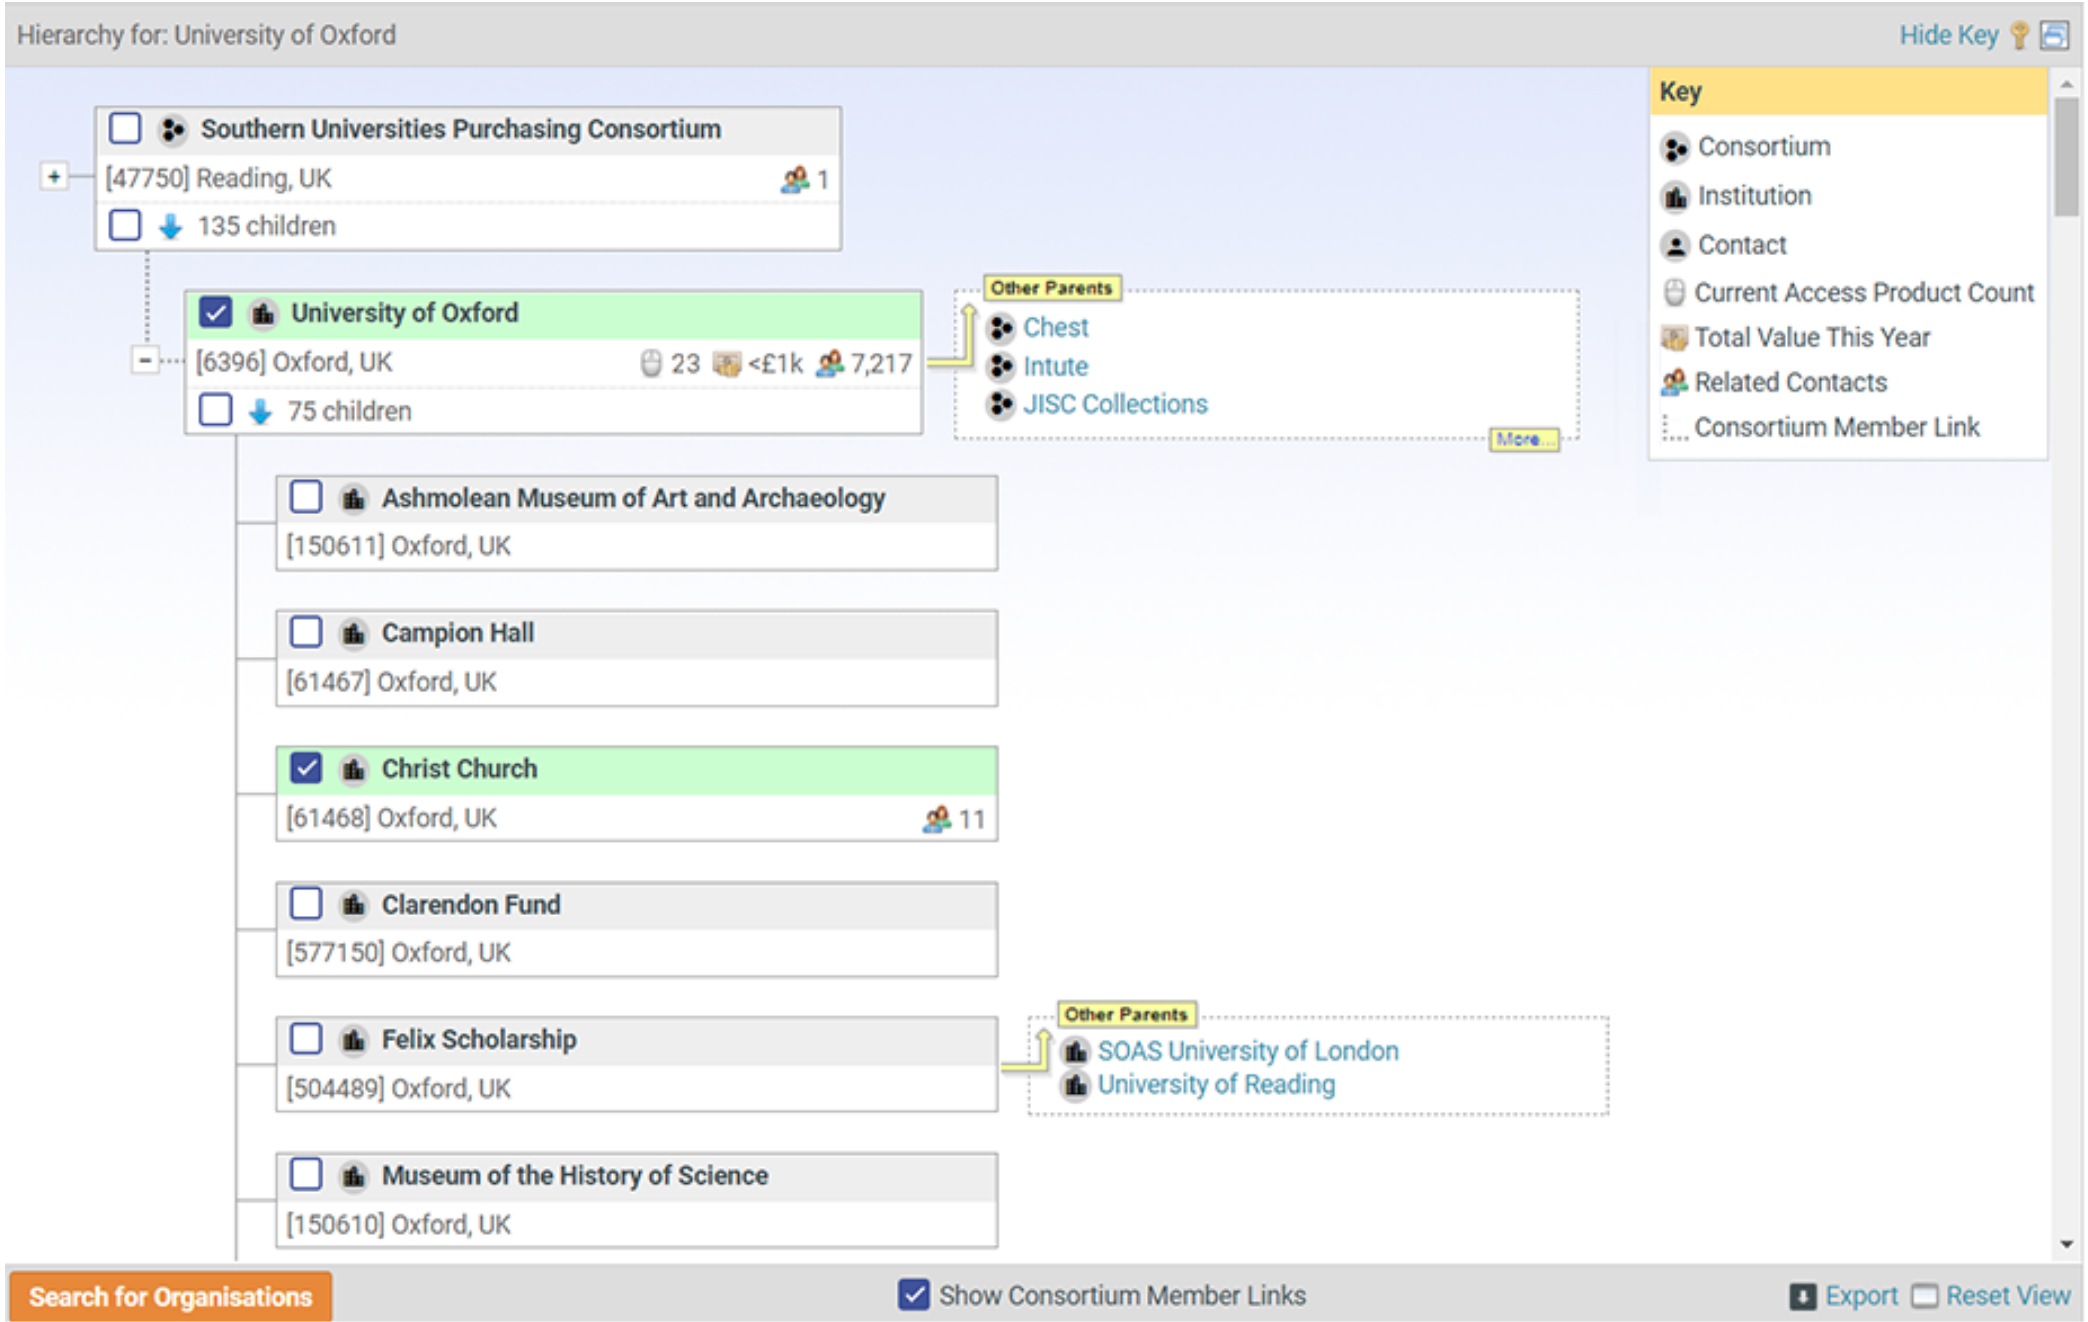 Hierarchy for: University of Oxford
Hide Key
Southern Universities Purchasing Consortium
[47750] Reading, UK 1
135 children
University of Oxford
[6396] Oxford, UK 23 <£1k 7,217
75 children
Other Parents
Chest
Intute
JISC Collections
More...
Key
Consortium
Institution
Contact
Current Access Product Count
Total Value This Year
Related Contacts
Consortium Member Link
Ashmolean Museum of Art and Archaeology
[150611] Oxford, UK
Campion Hall
[61467] Oxford, UK
Christ Church
[61468] Oxford, UK 11
Clarendon Fund
[577150] Oxford, UK
Felix Scholarship
[504489] Oxford, UK
Other Parents
SOAS University of London
University of Reading
Museum of the History of Science
[150610] Oxford, UK
Search for Organisations
Show Consortium Member Links
Export
Reset View